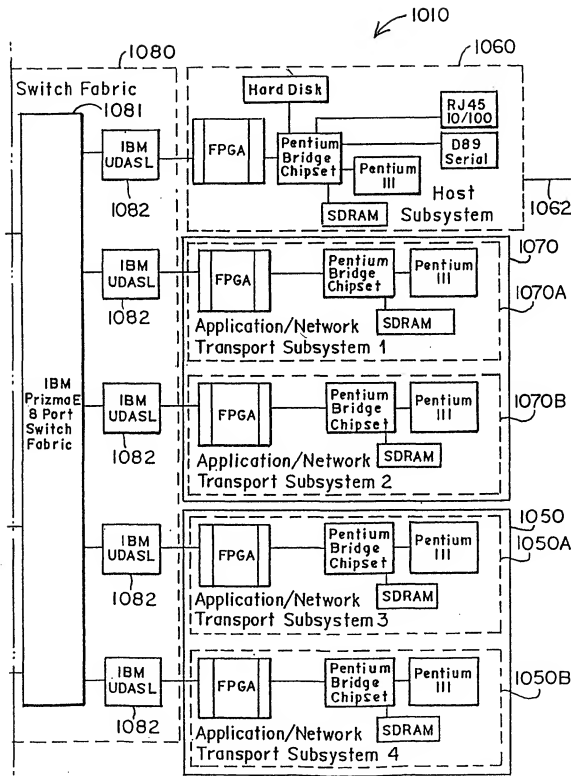 1010
1080
1060
Switch Fabric
1081
Hard Disk
RJ45
10/100
IBM
UDASL
FPGA
Pentium
Bridge
Chipset
D89
Serial
Pentium
III
Host
Subsystem
SDRAM
1082
1062
IBM
UDASL
1082
FPGA
Pentium
Bridge
Chipset
Pentium
III
1070
1070A
SDRAM
Application/Network
Transport Subsystem 1
IBM
PrizmaE
8 Port
Switch
Fabric
IBM
UDASL
1082
FPGA
Pentium
Bridge
Chipset
Pentium
III
1070B
SDRAM
Application/Network
Transport Subsystem 2
IBM
UDASL
1082
FPGA
Pentium
Bridge
Chipset
Pentium
III
1050
1050A
SDRAM
Application/Network
Transport Subsystem 3
IBM
UDASL
1082
FPGA
Pentium
Bridge
Chipset
Pentium
III
1050B
SDRAM
Application/Network
Transport Subsystem 4